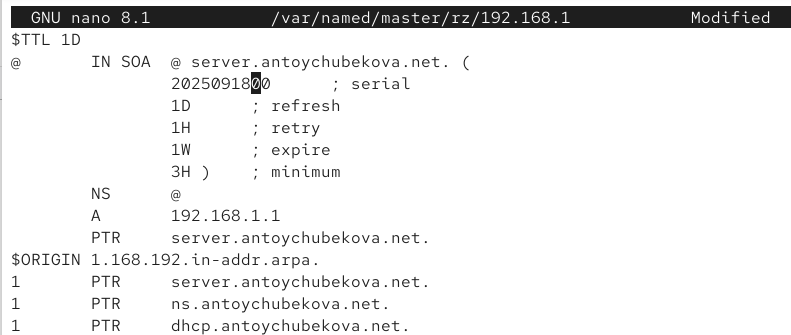 GNU nano 8.1 /var/named/master/rz/192.168.1 Modified
$TTL 1D
@ IN SOA @ server.antoychubekova.net. (
2025091800 ; serial
1D ; refresh
1H ; retry
1W ; expire
3H ) ; minimum
NS @
A 192.168.1.1
PTR server.antoychubekova.net.
$ORIGIN 1.168.192.in-addr.arpa.
1 PTR server.antoychubekova.net.
1 PTR ns.antoychubekova.net.
1 PTR dhcp.antoychubekova.net.